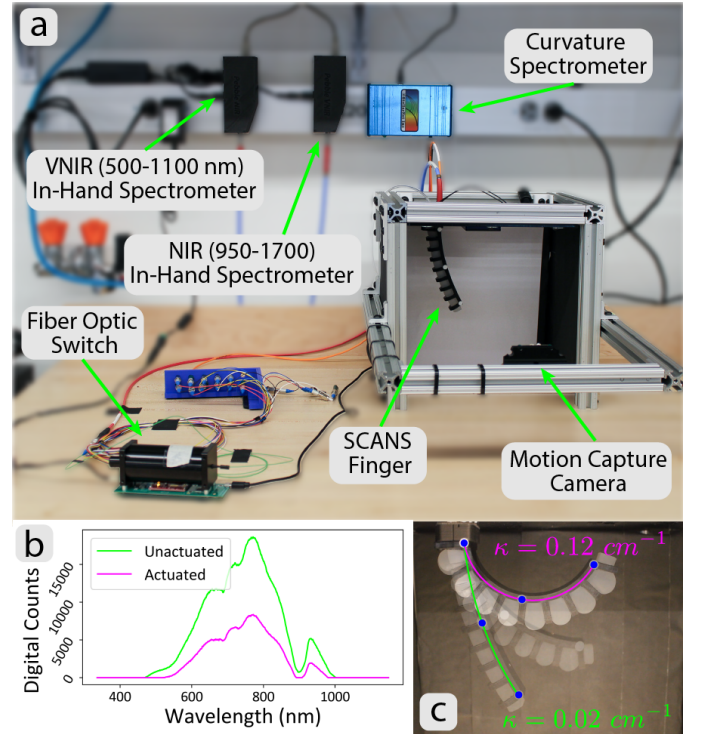 a
Curvature
Spectrometer
VNIR (500-1100 nm)
In-Hand Spectrometer
NIR (950-1700)
In-Hand Spectrometer
Fiber Optic
Switch
SCANS
Finger
Motion Capture
Camera
b
Unactuated
Actuated
Digital Counts
15000
10000
5000
0
400
600
800
1000
Wavelength (nm)
κ = 0.12 cm⁻¹
κ = 0.02 cm⁻¹
c